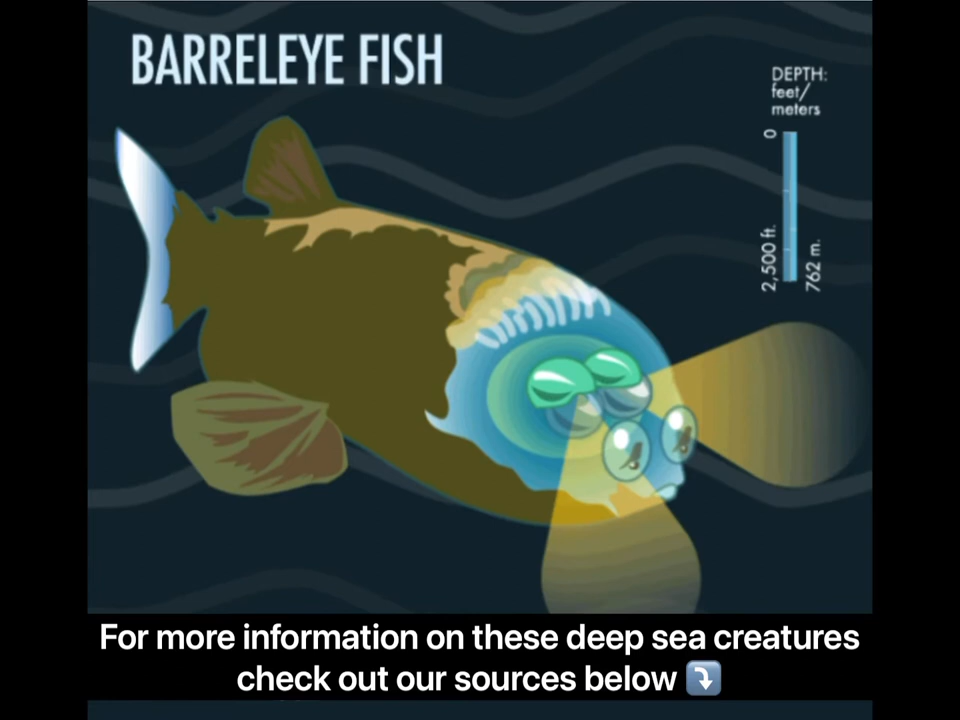 BARRELEYE FISH
DEPTH:
feet/
meters
0
2,500 ft.
762 m.
For more information on these deep sea creatures
check out our sources below ⤵️